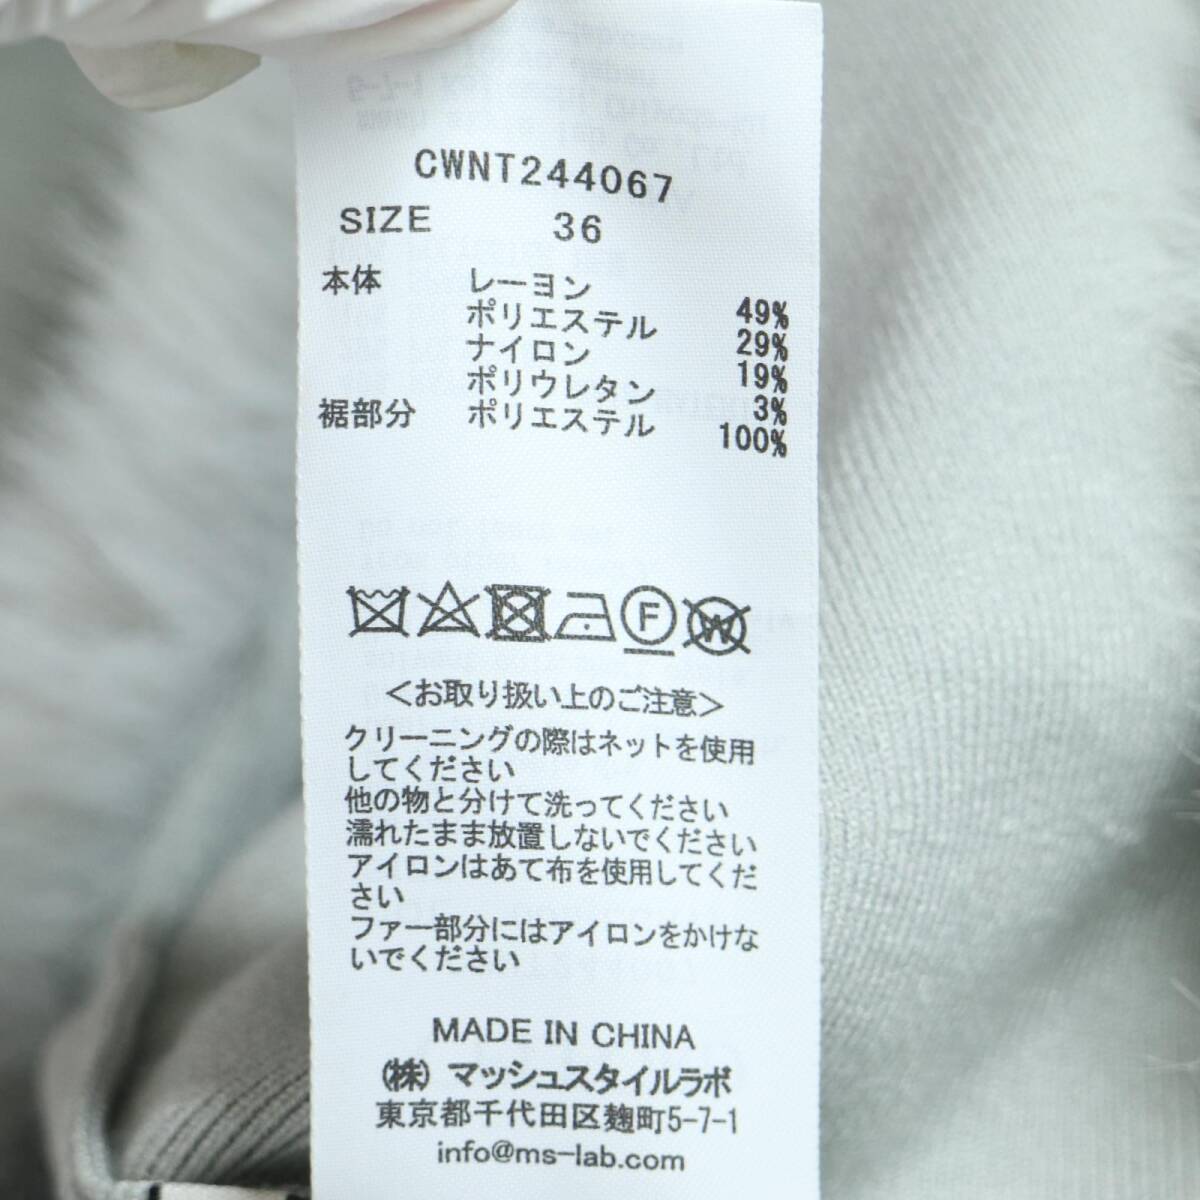 CWNT244067
SIZE 36
本体 レーヨン 49%
ポリエステル 29%
ナイロン 19%
ポリウレタン 3%
裾部分 ポリエステル 100%
F W
<お取り扱い上のご注意>
クリーニングの際はネットを使用
してください
他の物と分けて洗ってください
濡れたまま放置しないでください
アイロンはあて布を使用してくだ
さい
ファー部分にはアイロンをかけな
いでください
MADE IN CHINA
(株) マッシュスタイルラボ
東京都千代田区麹町5-7-1
info@ms-lab.com